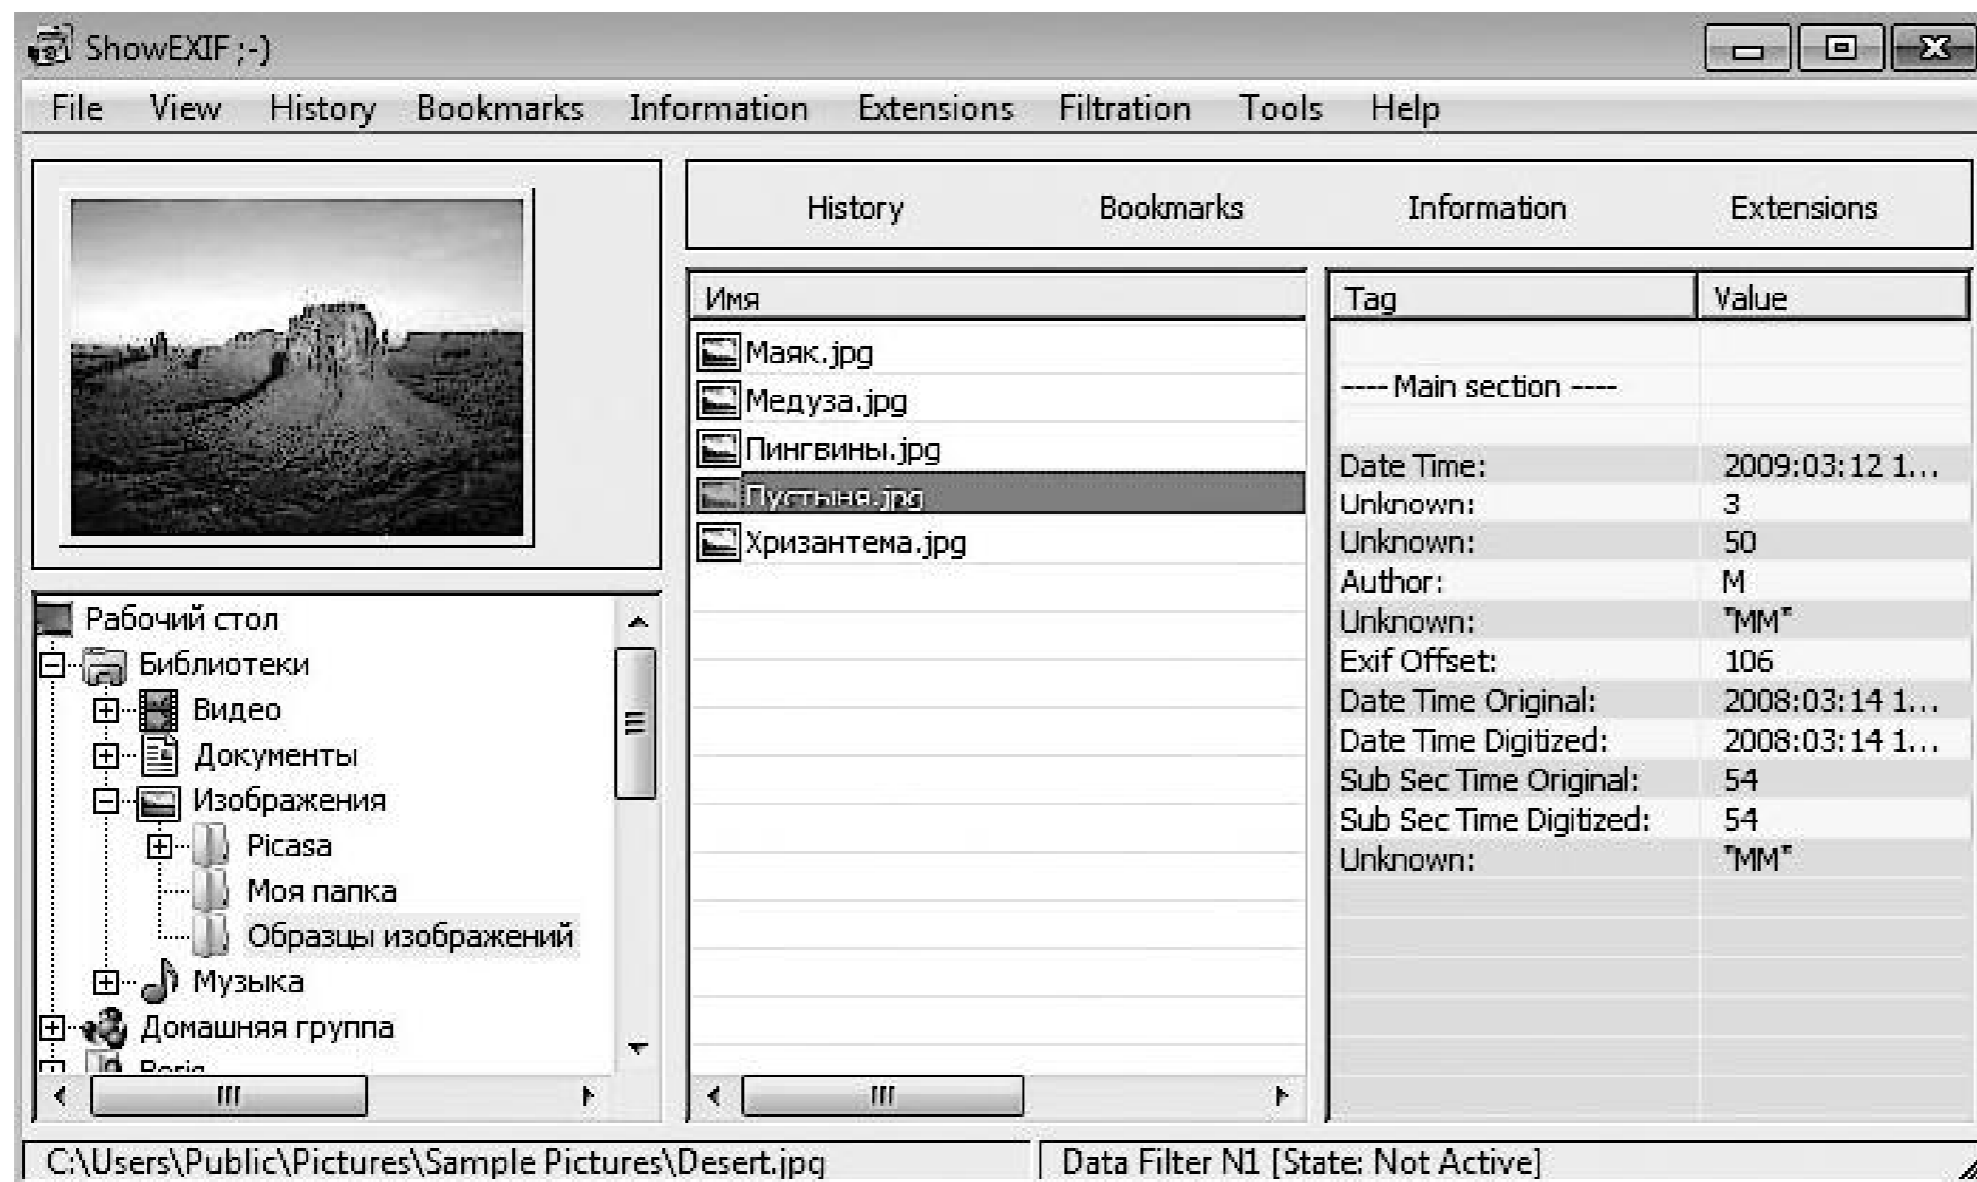 ShowEXIF ;-)
File View History Bookmarks Information Extensions Filtration Tools Help
History Bookmarks Information Extensions
Имя
Маяк.jpg
Медуза.jpg
Пингвины.jpg
Пустыня.jpg
Хризантема.jpg
Tag Value
---- Main section ----
Date Time: 2009:03:12 1...
Unknown: 3
Unknown: 50
Author: M
Unknown: "MM"
Exif Offset: 106
Date Time Original: 2008:03:14 1...
Date Time Digitized: 2008:03:14 1...
Sub Sec Time Original: 54
Sub Sec Time Digitized: 54
Unknown: "MM"
Рабочий стол
Библиотеки
Видео
Документы
Изображения
Picasa
Моя папка
Образцы изображений
Музыка
Домашняя группа
C:\Users\Public\Pictures\Sample Pictures\Desert.jpg
Data Filter N1 [State: Not Active]